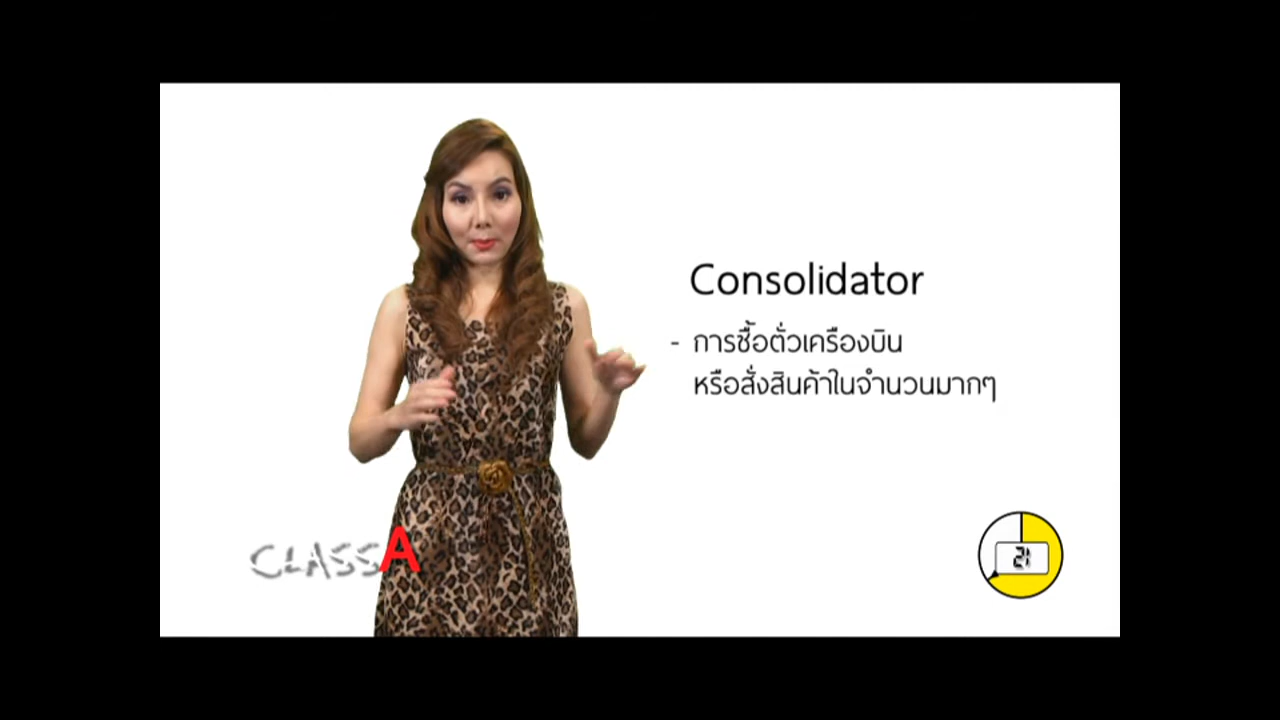 Consolidator
- การซื้อตั๋วเครื่องบิน
หรือสั่งสินค้าในจำนวนมากๆ
CLASSA
21